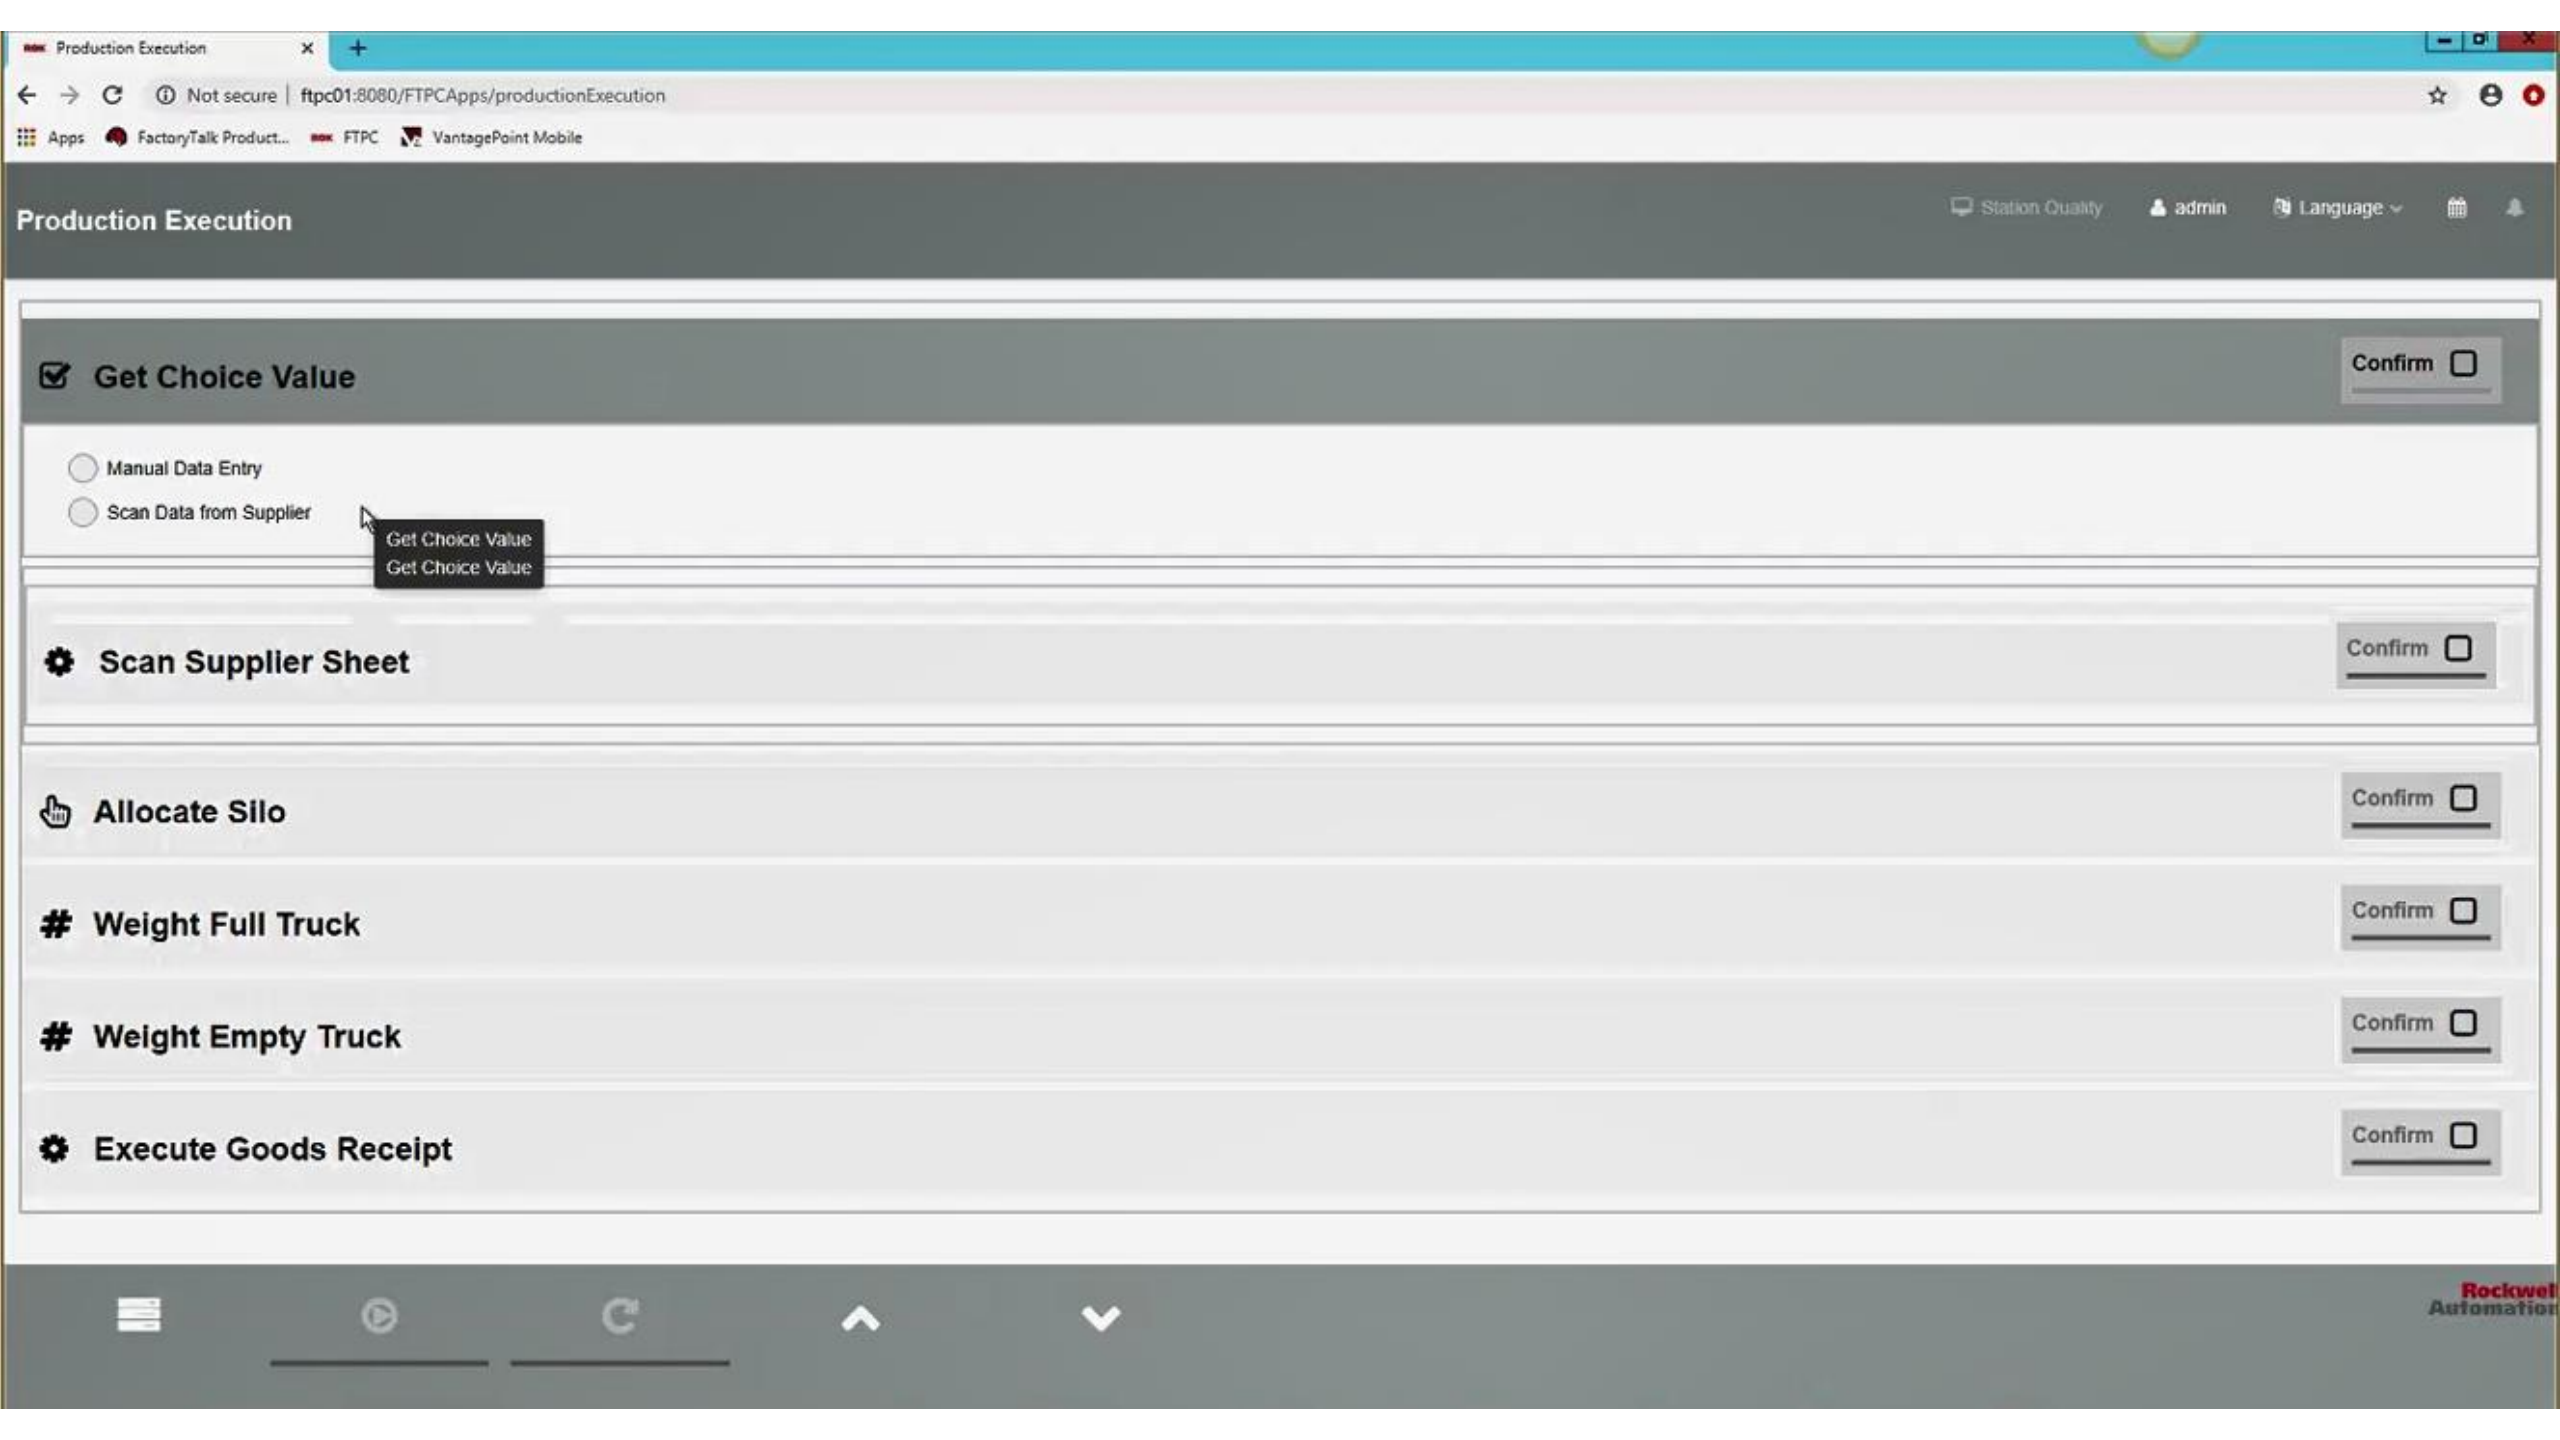 Production Execution
Not secure | ftpc01:8080/FTPCApps/productionExecution
Apps FactoryTalk Product... ROK FTPC VantagePoint Mobile
Production Execution Station Quality admin Language
Get Choice Value Confirm
Manual Data Entry
Scan Data from Supplier
Get Choice Value
Get Choice Value
Scan Supplier Sheet Confirm
Allocate Silo Confirm
# Weight Full Truck Confirm
# Weight Empty Truck Confirm
Execute Goods Receipt Confirm
Rockwel
Automation